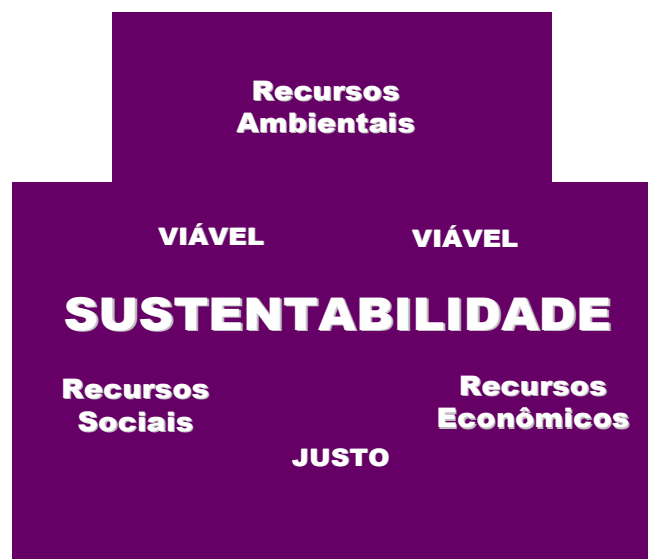 Recursos
Ambientais
VIÁVEL
VIÁVEL
SUSTENTABILIDADE
Recursos
Sociais
Recursos
Econômicos
JUSTO